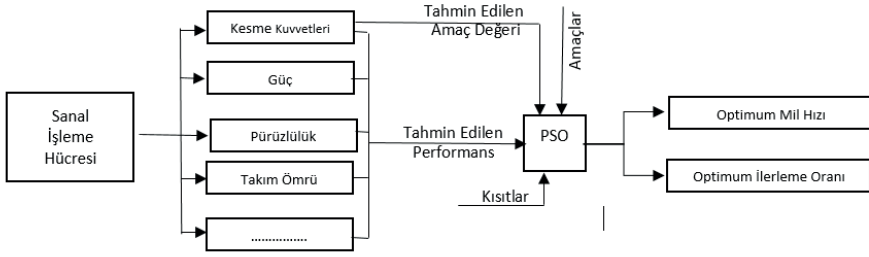 Sanal
İşleme
Hücresi
Kesme Kuvvetleri
Güç
Pürüzlülük
Takım Ömrü
................
Tahmin Edilen
Amaç Değeri
Amaçlar
Tahmin Edilen
Performans
PSO
Kısıtlar
Optimum Mil Hızı
Optimum İlerleme Oranı